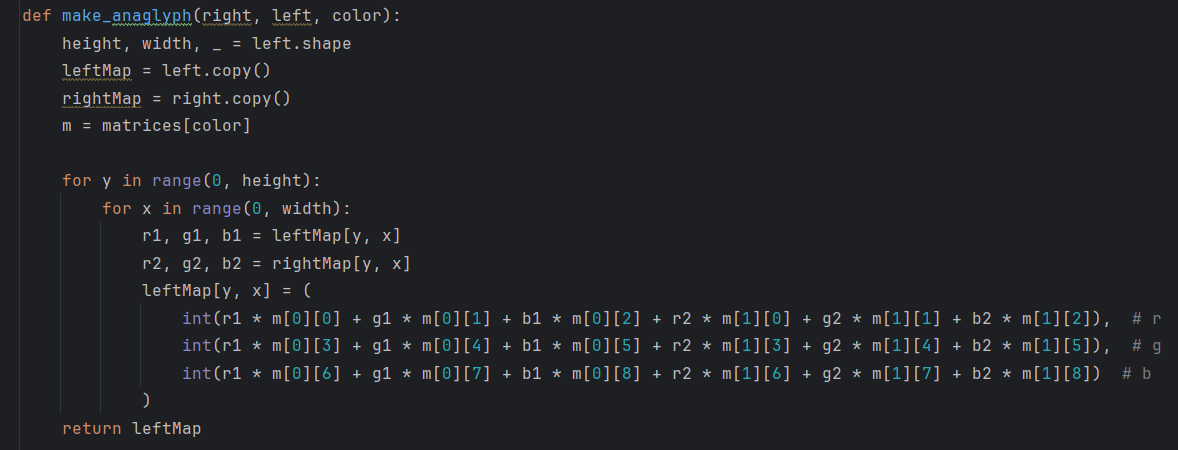 def make_anaglyph(right, left, color):
    height, width, _ = left.shape
    leftMap = left.copy()
    rightMap = right.copy()
    m = matrices[color]

    for y in range(0, height):
        for x in range(0, width):
            r1, g1, b1 = leftMap[y, x]
            r2, g2, b2 = rightMap[y, x]
            leftMap[y, x] = (
                int(r1 * m[0][0] + g1 * m[0][1] + b1 * m[0][2] + r2 * m[1][0] + g2 * m[1][1] + b2 * m[1][2]),  # r
                int(r1 * m[0][3] + g1 * m[0][4] + b1 * m[0][5] + r2 * m[1][3] + g2 * m[1][4] + b2 * m[1][5]),  # g
                int(r1 * m[0][6] + g1 * m[0][7] + b1 * m[0][8] + r2 * m[1][6] + g2 * m[1][7] + b2 * m[1][8])  # b
            )
    return leftMap